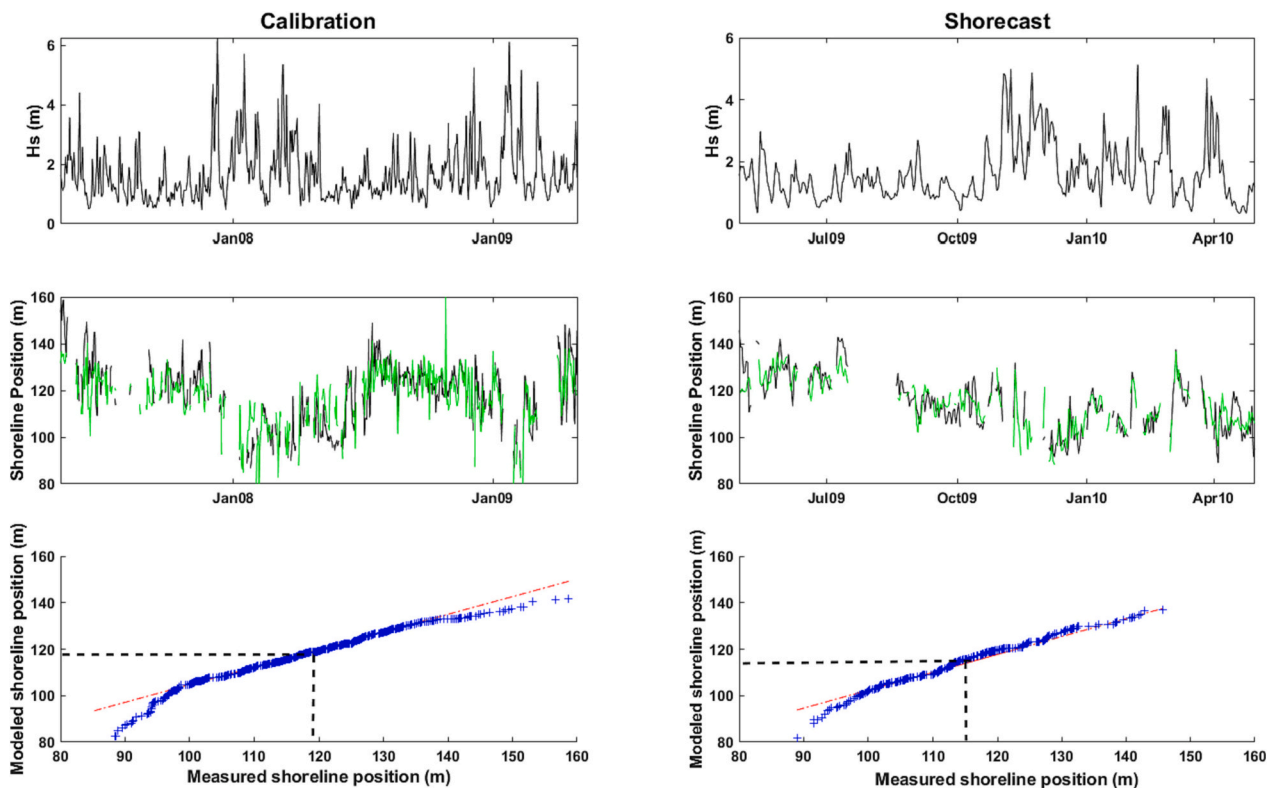 Calibration
Shorecast
Hs (m)
6
4
2
0
Jan08
Jan09
Hs (m)
6
4
2
0
Jul09
Oct09
Jan10
Apr10
Shoreline Position (m)
160
140
120
100
80
Jan08
Jan09
Shoreline Position (m)
160
140
120
100
80
Jul09
Oct09
Jan10
Apr10
Modeled shoreline position (m)
160
140
120
100
80
80 90 100 110 120 130 140 150 160
Measured shoreline position (m)
Modeled shoreline position (m)
160
140
120
100
80
80 90 100 110 120 130 140 150 160
Measured shoreline position (m)